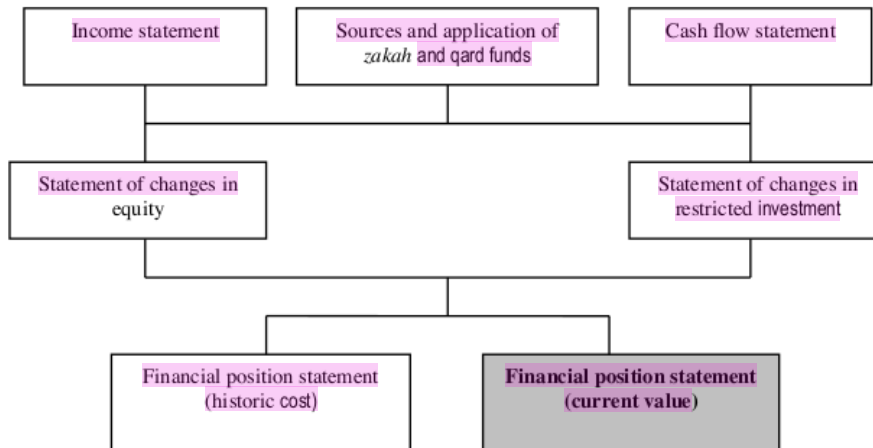 Income statement
Sources and application of
zakah and qard funds
Cash flow statement
Statement of changes in
equity
Statement of changes in
restricted investment
Financial position statement
(historic cost)
Financial position statement
(current value)